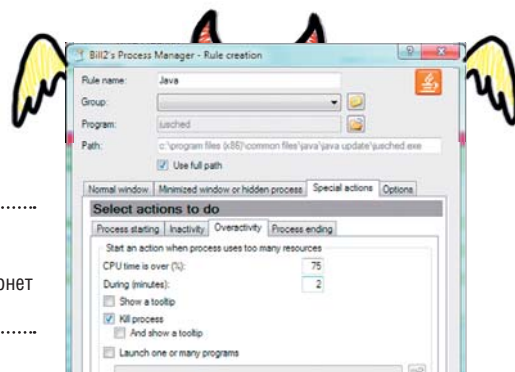 Bill2's Process Manager - Rule creation
Rule name: Java
Group:
Program: jusched
Path: c:\program files (x86)\common files\java\java update\jusched.exe
Use full path
Normal window Minimized window or hidden process Special actions Options
Select actions to do
Process starting Inactivity Overactivity Process ending
Start an action when process uses too many resources
CPU time is over (%): 75
During (minutes): 2
Show a tooltip
нет
Kill process
And show a tooltip
Launch one or many programs